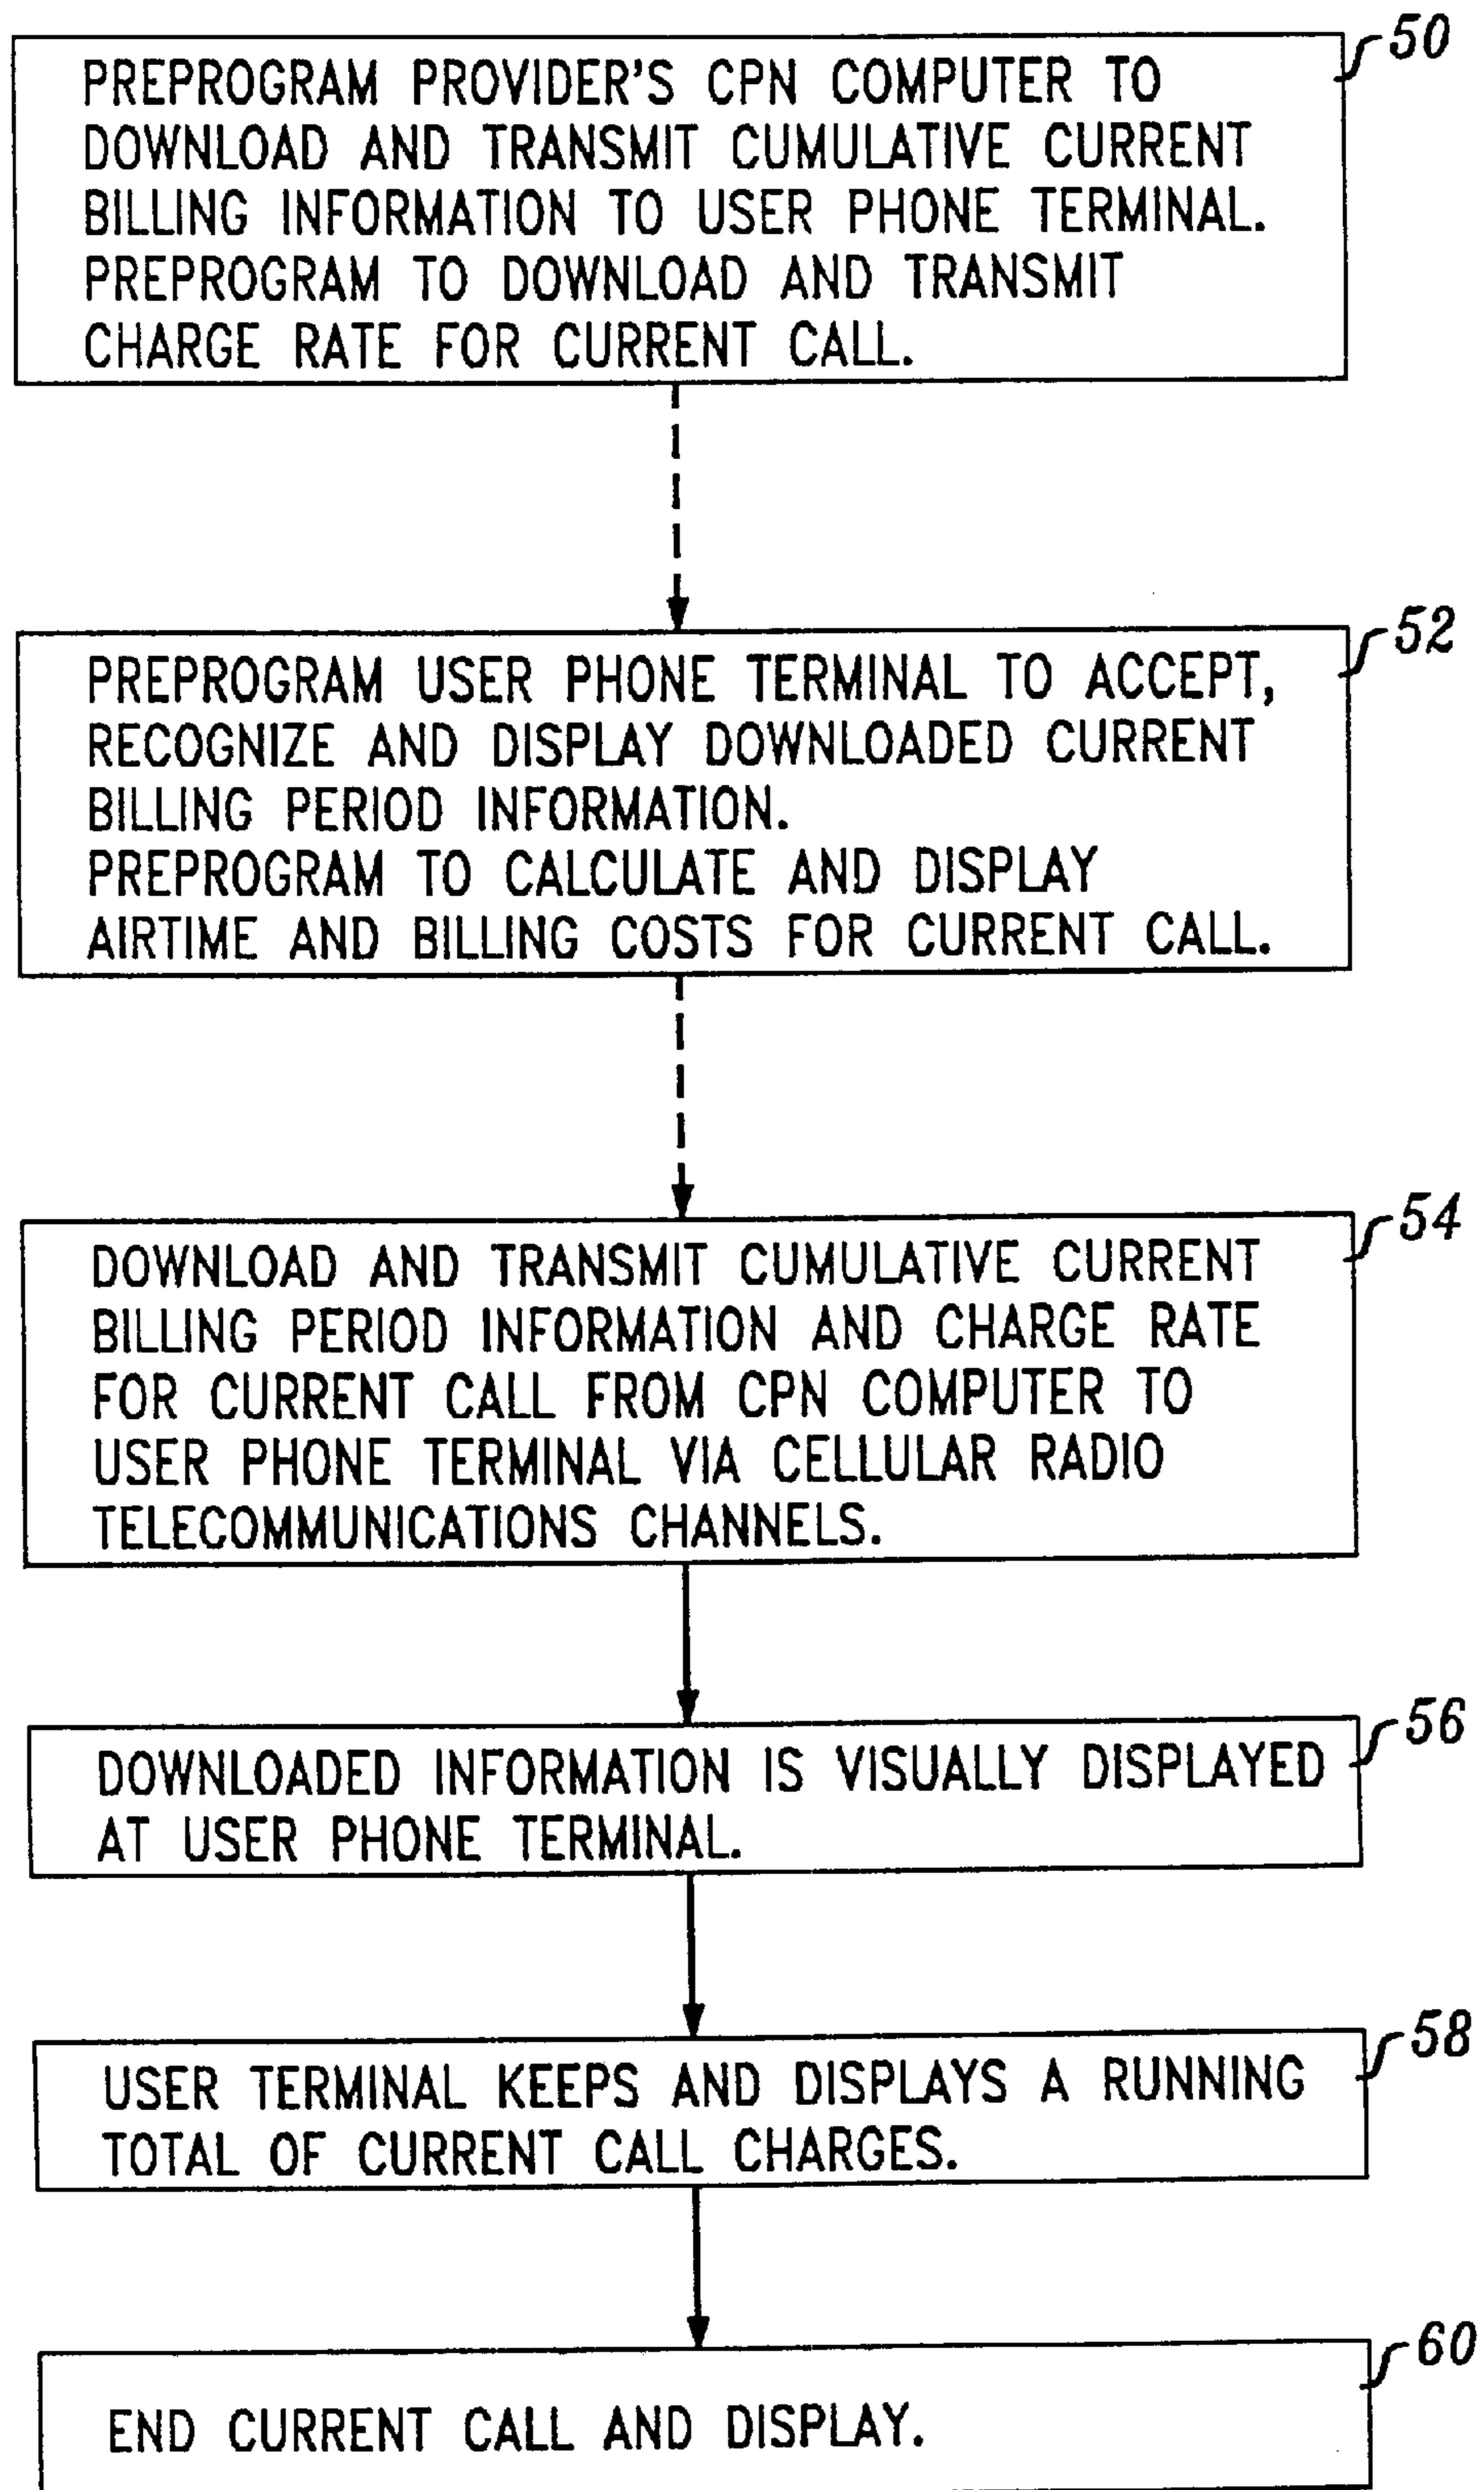 50
PREPROGRAM PROVIDER'S CPN COMPUTER TO
DOWNLOAD AND TRANSMIT CUMULATIVE CURRENT
BILLING INFORMATION TO USER PHONE TERMINAL.
PREPROGRAM TO DOWNLOAD AND TRANSMIT
CHARGE RATE FOR CURRENT CALL.
52
PREPROGRAM USER PHONE TERMINAL TO ACCEPT,
RECOGNIZE AND DISPLAY DOWNLOADED CURRENT
BILLING PERIOD INFORMATION.
PREPROGRAM TO CALCULATE AND DISPLAY
AIRTIME AND BILLING COSTS FOR CURRENT CALL.
54
DOWNLOAD AND TRANSMIT CUMULATIVE CURRENT
BILLING PERIOD INFORMATION AND CHARGE RATE
FOR CURRENT CALL FROM CPN COMPUTER TO
USER PHONE TERMINAL VIA CELLULAR RADIO
TELECOMMUNICATIONS CHANNELS.
56
DOWNLOADED INFORMATION IS VISUALLY DISPLAYED
AT USER PHONE TERMINAL.
58
USER TERMINAL KEEPS AND DISPLAYS A RUNNING
TOTAL OF CURRENT CALL CHARGES.
60
END CURRENT CALL AND DISPLAY.